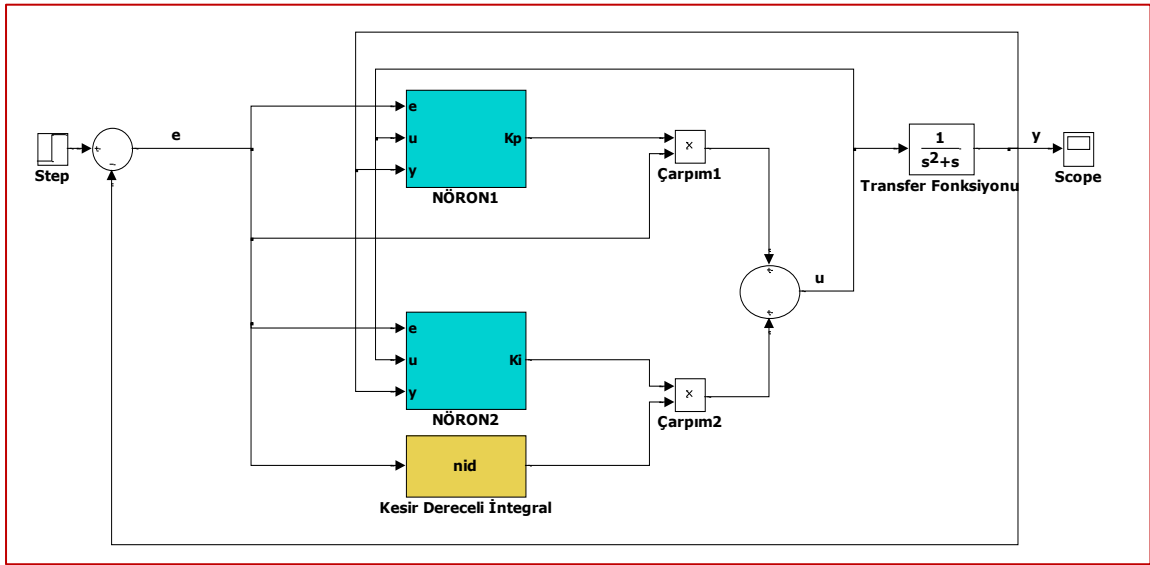 Step
e
e
u
y
Kp
NÖRON1
x
Çarpım1
1
s²+s
Transfer Fonksiyonu
y
Scope
u
e
u
y
Ki
NÖRON2
x
Çarpım2
nid
Kesir Dereceli İntegral